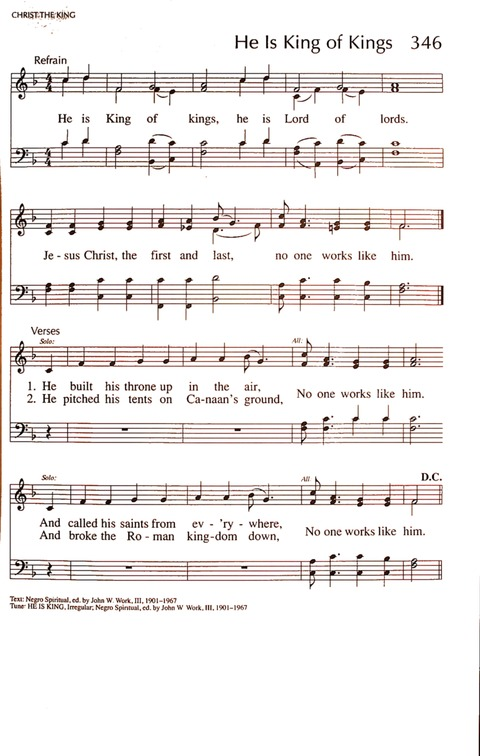 CHRIST THE KING
He Is King of Kings 346
Refrain
He is King of kings, he is Lord of lords.
Je - sus Christ, the first and last, no one works like him.
Verses
Solo: All.
1. He built his throne up in the air, No one works like him.
2. He pitched his tents on Ca-naan's ground,
Solo: All D.C.
And called his saints from ev - 'ry - where, No one works like him.
And broke the Ro - man king-dom down,
Text: Negro Spiritual, ed. by John W. Work, III, 1901–1967
Tune: HE IS KING, Irregular; Negro Spiritual, ed. by John W. Work, III, 1901–1967